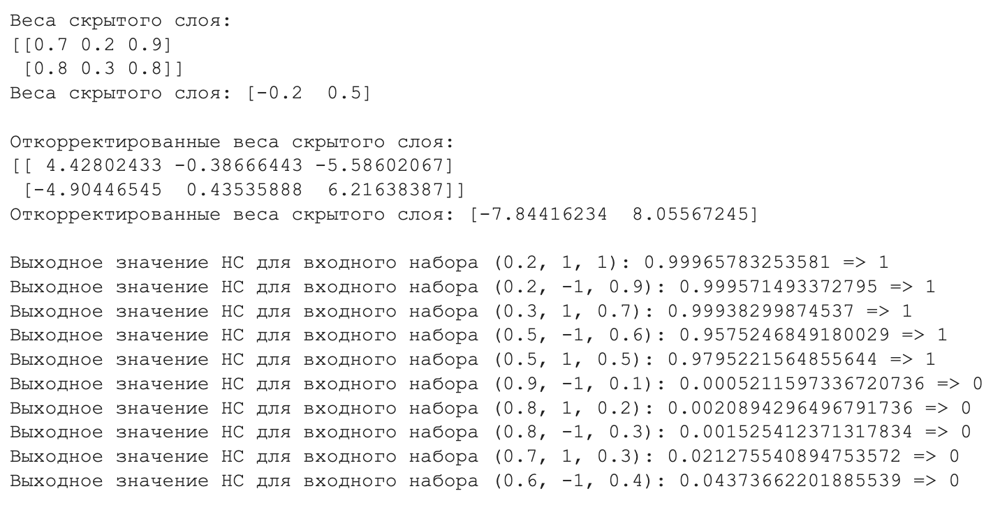 Веса скрытого слоя:
[[0.7 0.2 0.9]
 [0.8 0.3 0.8]]
Веса скрытого слоя: [-0.2  0.5]
Откорректированные веса скрытого слоя:
[[ 4.42802433 -0.38666443 -5.58602067]
 [-4.90446545  0.43535888  6.21638387]]
Откорректированные веса скрытого слоя: [-7.84416234  8.05567245]
Выходное значение НС для входного набора (0.2, 1, 1): 0.99965783253581 => 1
Выходное значение НС для входного набора (0.2, -1, 0.9): 0.999571493372795 => 1
Выходное значение НС для входного набора (0.3, 1, 0.7): 0.99938299874537 => 1
Выходное значение НС для входного набора (0.5, -1, 0.6): 0.9575246849180029 => 1
Выходное значение НС для входного набора (0.5, 1, 0.5): 0.9795221564855644 => 1
Выходное значение НС для входного набора (0.9, -1, 0.1): 0.0005211597336720736 => 0
Выходное значение НС для входного набора (0.8, 1, 0.2): 0.0020894296496791736 => 0
Выходное значение НС для входного набора (0.8, -1, 0.3): 0.001525412371317834 => 0
Выходное значение НС для входного набора (0.7, 1, 0.3): 0.021275540894753572 => 0
Выходное значение НС для входного набора (0.6, -1, 0.4): 0.04373662201885539 => 0